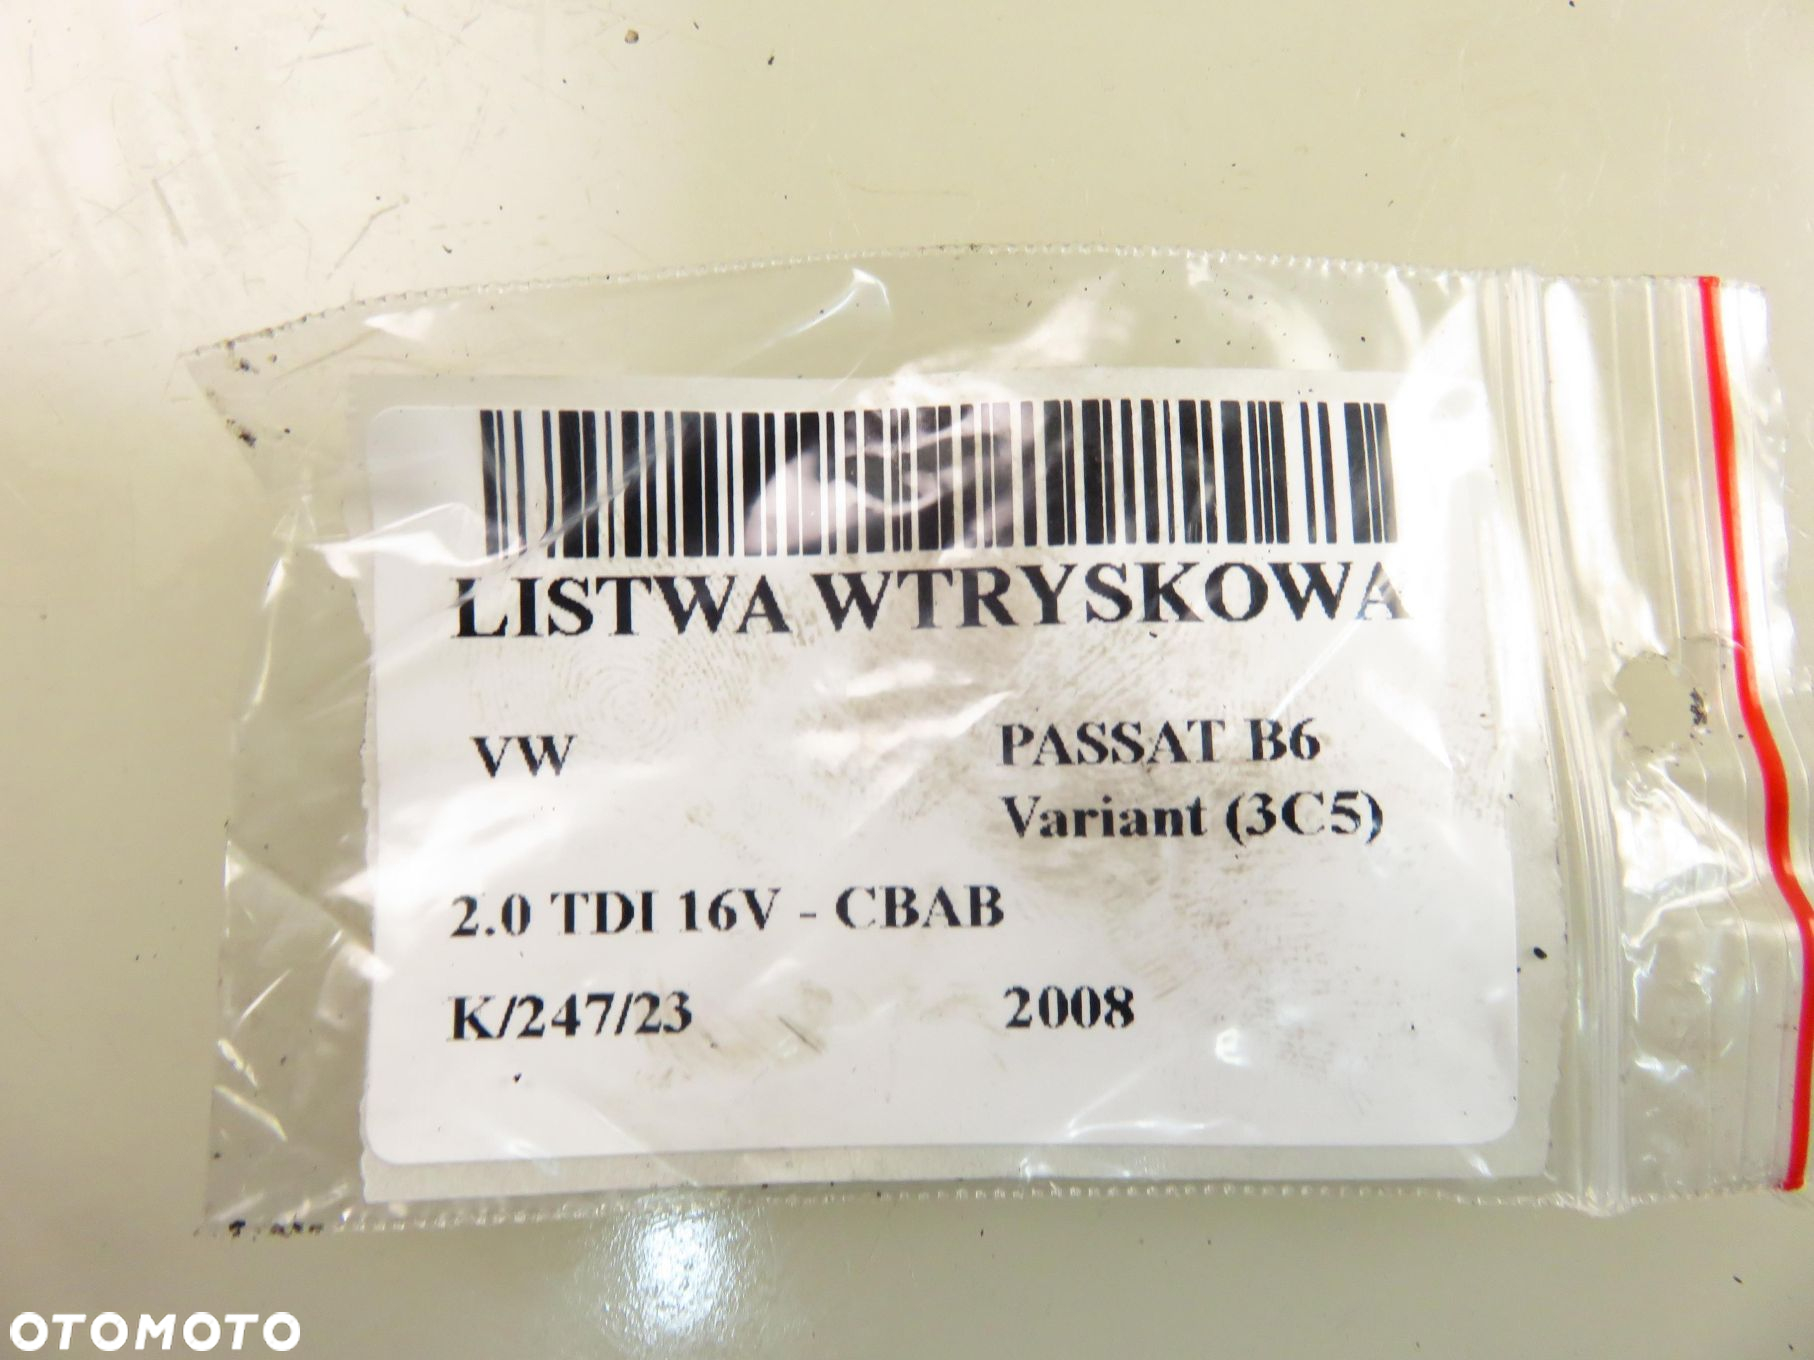 LISTWA WTRYSKOWA
VW
PASSAT B6
Variant (3C5)
2.0 TDI 16V - CBAB
K/247/23
2008
OTOMOTO